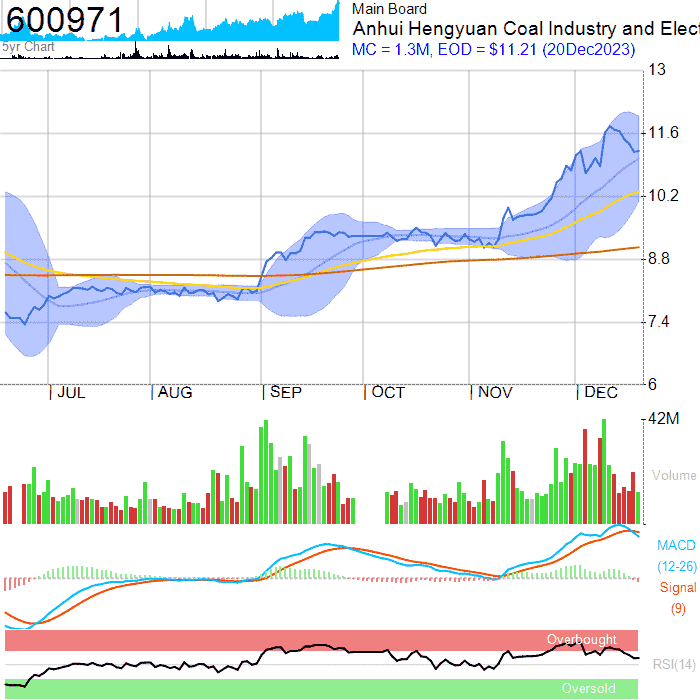 600971
5yr Chart
Main Board
Anhui Hengyuan Coal Industry and Elect
MC = 1.3M, EOD = $11.21 (20Dec2023)
13
11.6
10.2
8.8
7.4
6
JUL
AUG
SEP
OCT
NOV
DEC
42M
Volume
MACD
(12-26)
Signal
(9)
Overbought
RSI(14)
Oversold